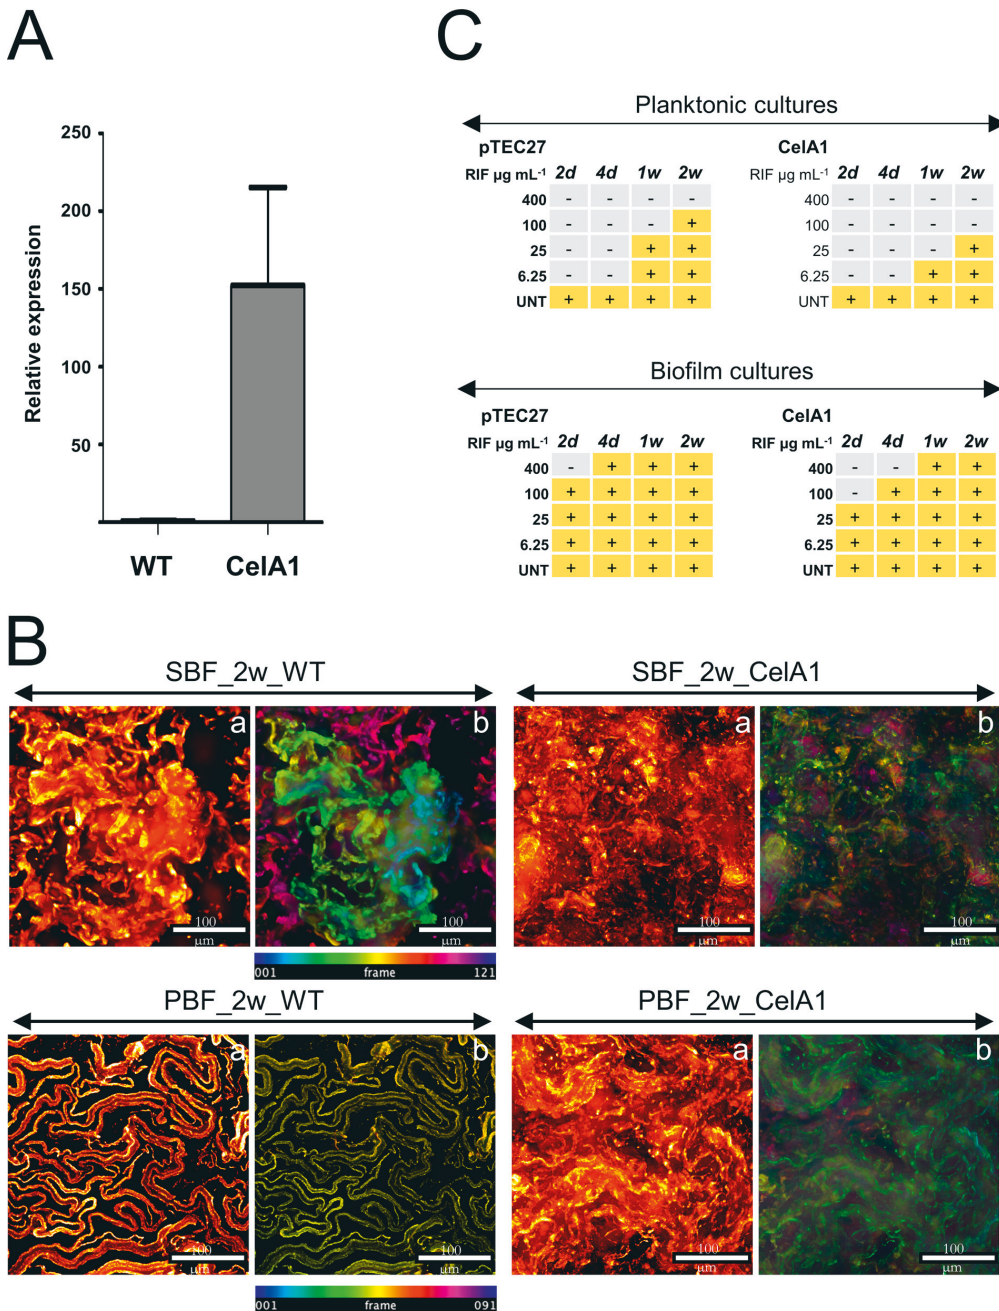 A
250
200
150
100
50
Relative expression
WT CelA1
C
Planktonic cultures
pTEC27
RIF µg mL-1 2d 4d 1w 2w
400 - - - -
100 - - - +
25 - - + +
6.25 - - + +
UNT + + + +
CelA1
RIF µg mL-1 2d 4d 1w 2w
400 - - - -
100 - - - -
25 - - - +
6.25 - - + +
UNT + + + +
Biofilm cultures
pTEC27
RIF µg mL-1 2d 4d 1w 2w
400 - + + +
100 + + + +
25 + + + +
6.25 + + + +
UNT + + + +
CelA1
RIF µg mL-1 2d 4d 1w 2w
400 - - + +
100 - + + +
25 + + + +
6.25 + + + +
UNT + + + +
B
SBF_2w_WT
a
100
µm
b
100
µm
001 frame 121
SBF_2w_CelA1
a
100
µm
b
100
µm
PBF_2w_WT
a
100
µm
b
100
µm
001 frame 091
PBF_2w_CelA1
a
100
µm
b
100
µm